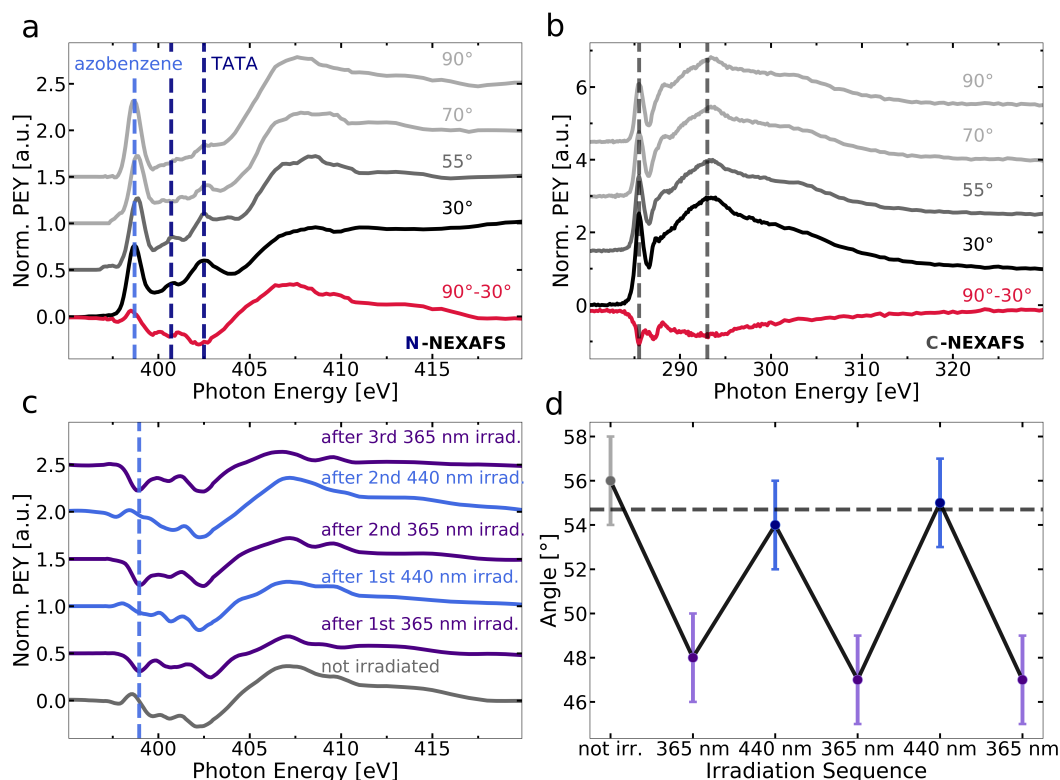 a
azobenzene
TATA
90°
70°
55°
30°
90°-30°
N-NEXAFS
Norm. PEY [a.u.]
2.5
2.0
1.5
1.0
0.5
0.0
400 405 410 415
Photon Energy [eV]
b
90°
70°
55°
30°
90°-30°
C-NEXAFS
Norm. PEY [a.u.]
6
4
2
0
290 300 310 320
Photon Energy [eV]
c
after 3rd 365 nm irrad.
after 2nd 440 nm irrad.
after 2nd 365 nm irrad.
after 1st 440 nm irrad.
after 1st 365 nm irrad.
not irradiated
Norm. PEY [a.u.]
2.5
2.0
1.5
1.0
0.5
0.0
400 405 410 415
Photon Energy [eV]
d
Angle [°]
58
56
54
52
50
48
46
not irr. 365 nm 440 nm 365 nm 440 nm 365 nm
Irradiation Sequence